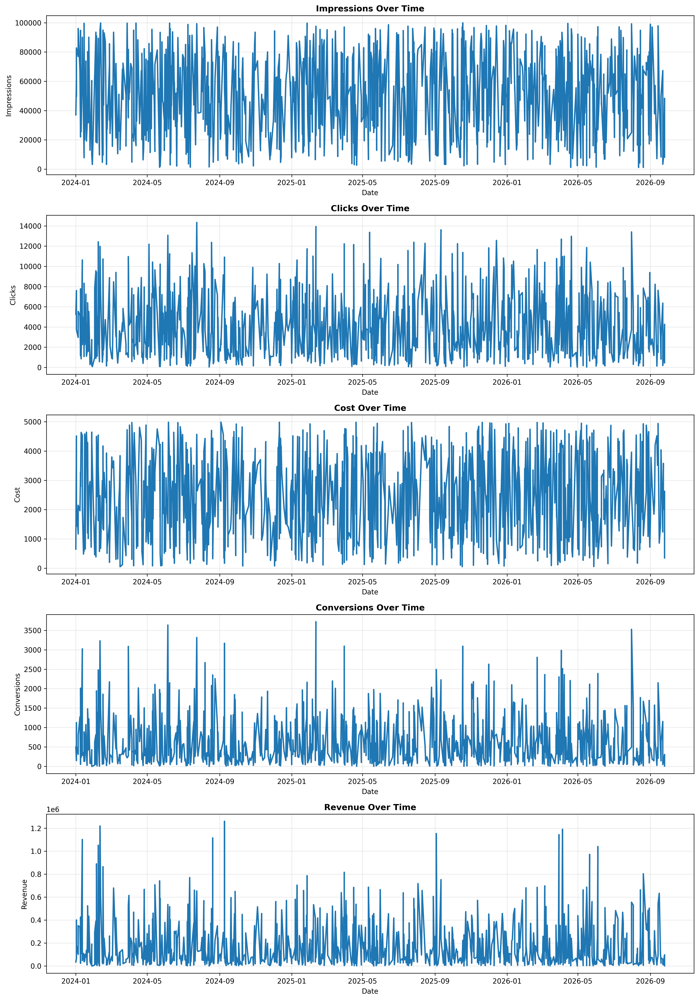 Impressions Over Time
Impressions
100000
80000
60000
40000
20000
0
2024-01 2024-05 2024-09 2025-01 2025-05 2025-09 2026-01 2026-05 2026-09
Date
Clicks Over Time
Clicks
14000
12000
10000
8000
6000
4000
2000
0
2024-01 2024-05 2024-09 2025-01 2025-05 2025-09 2026-01 2026-05 2026-09
Date
Cost Over Time
Cost
5000
4000
3000
2000
1000
0
2024-01 2024-05 2024-09 2025-01 2025-05 2025-09 2026-01 2026-05 2026-09
Date
Conversions Over Time
Conversions
3500
3000
2500
2000
1500
1000
500
0
2024-01 2024-05 2024-09 2025-01 2025-05 2025-09 2026-01 2026-05 2026-09
Date
Revenue Over Time
1e6
Revenue
1.2
1.0
0.8
0.6
0.4
0.2
0.0
2024-01 2024-05 2024-09 2025-01 2025-05 2025-09 2026-01 2026-05 2026-09
Date